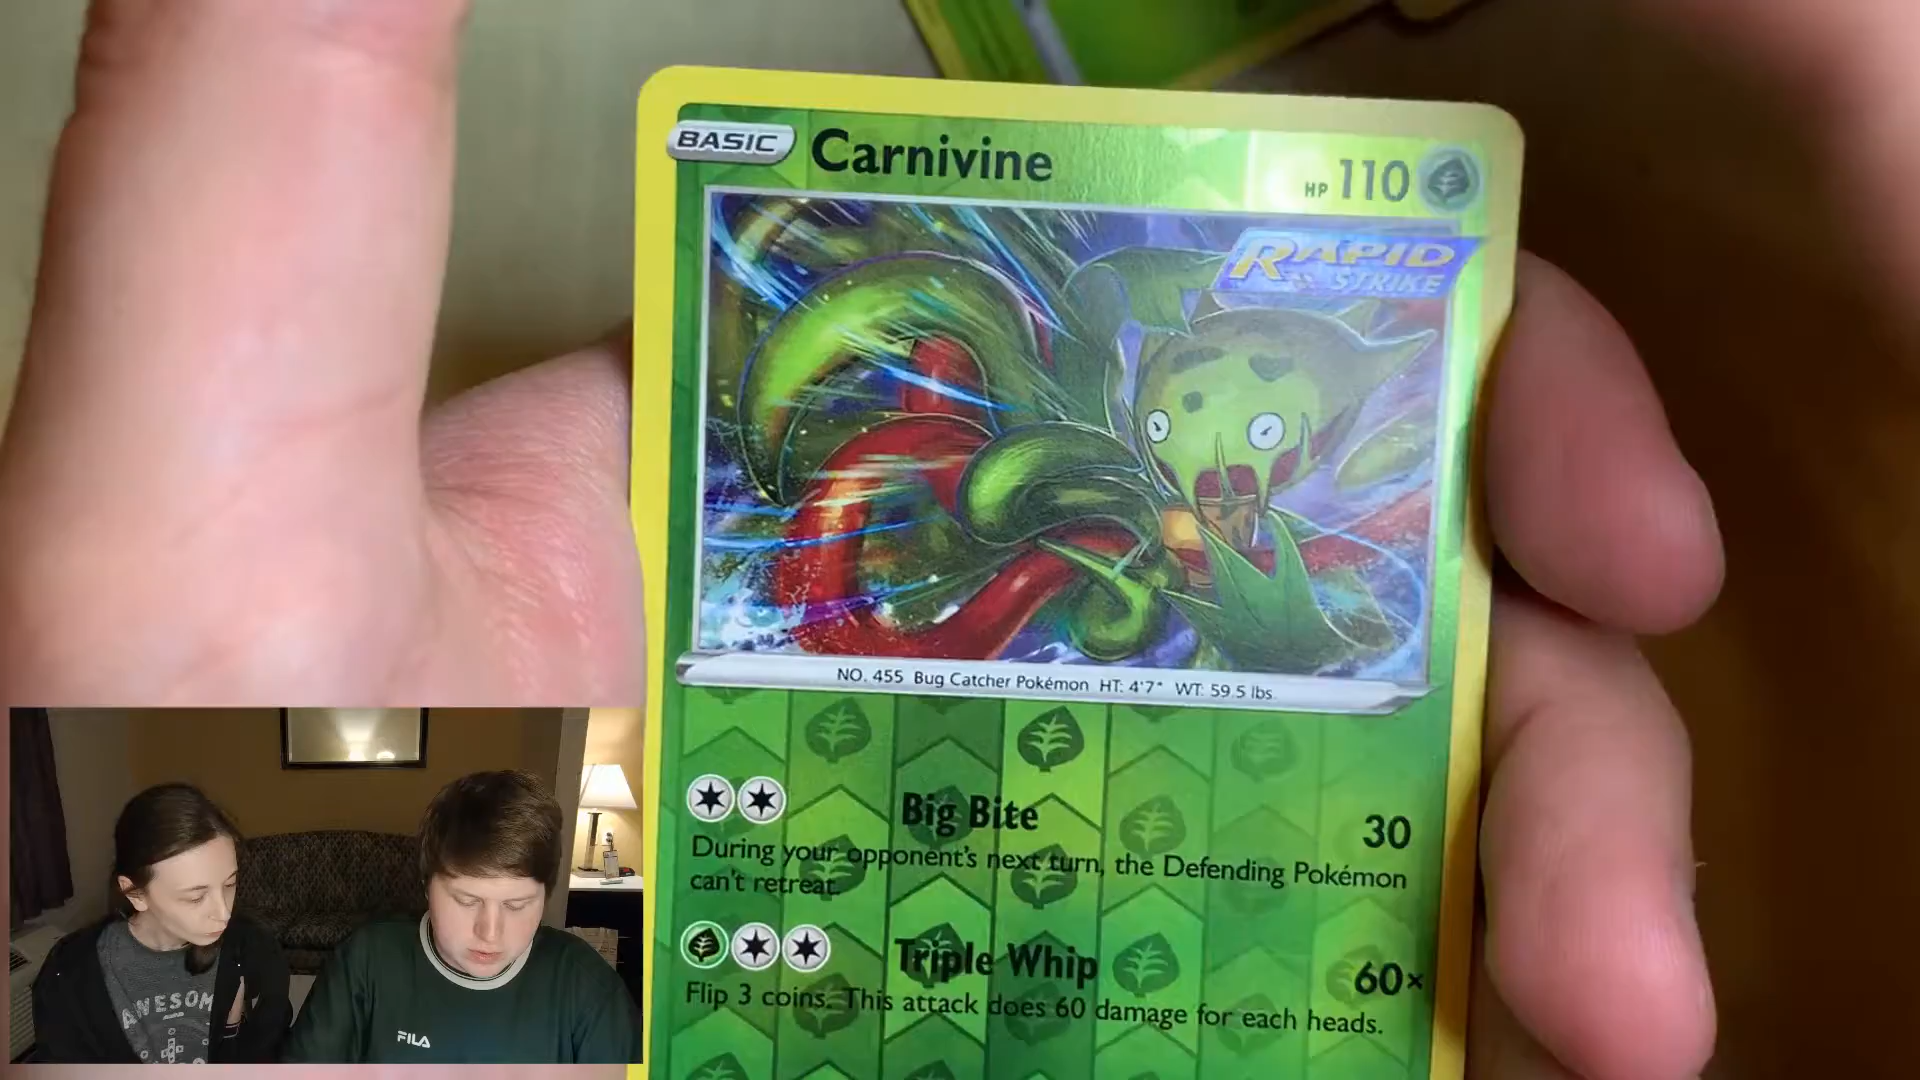 BASIC Carnivine HP 110
RAPID
STRIKE
NO. 455 Bug Catcher Pokémon HT: 4'7" WT: 59.5 lbs.
Big Bite 30
During your opponent's next turn, the Defending Pokémon
can't retreat.
Triple Whip 60×
Flip 3 coins. This attack does 60 damage for each heads.
AWESOM
FILA